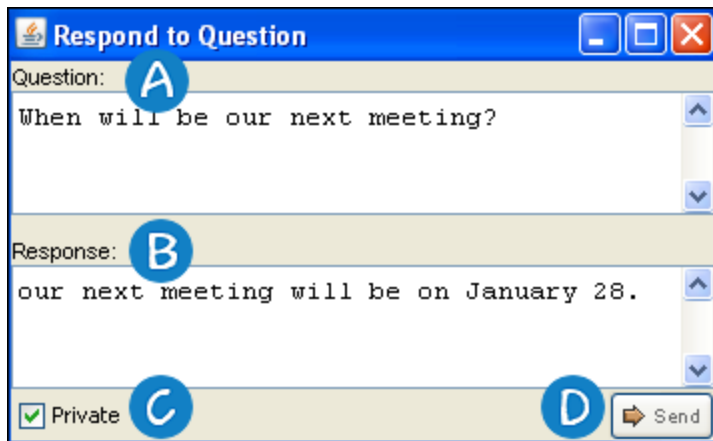 Respond to Question
Question: A
When will be our next meeting?
Response: B
our next meeting will be on January 28.
Private C D Send